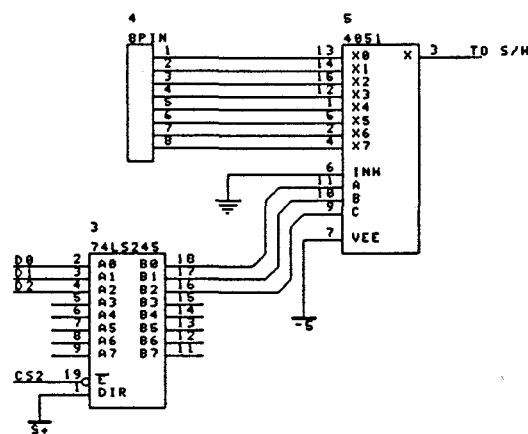 4
8PIN
1
2
3
4
5
6
7
8
5
4051
13 X0 X 3 TO S/H
14 X1
15 X2
12 X3
1 X4
5 X5
2 X6
4 X7
6 INH
11 A
10 B
9 C
7 VEE
-5
3
74LS245
D0 2 A0 B0 18
D1 3 A1 B1 17
D2 4 A2 B2 16
5 A3 B3 15
6 A4 B4 14
7 A5 B5 13
8 A6 B6 12
9 A7 B7 11
CS2 19 E
1 DIR
5+